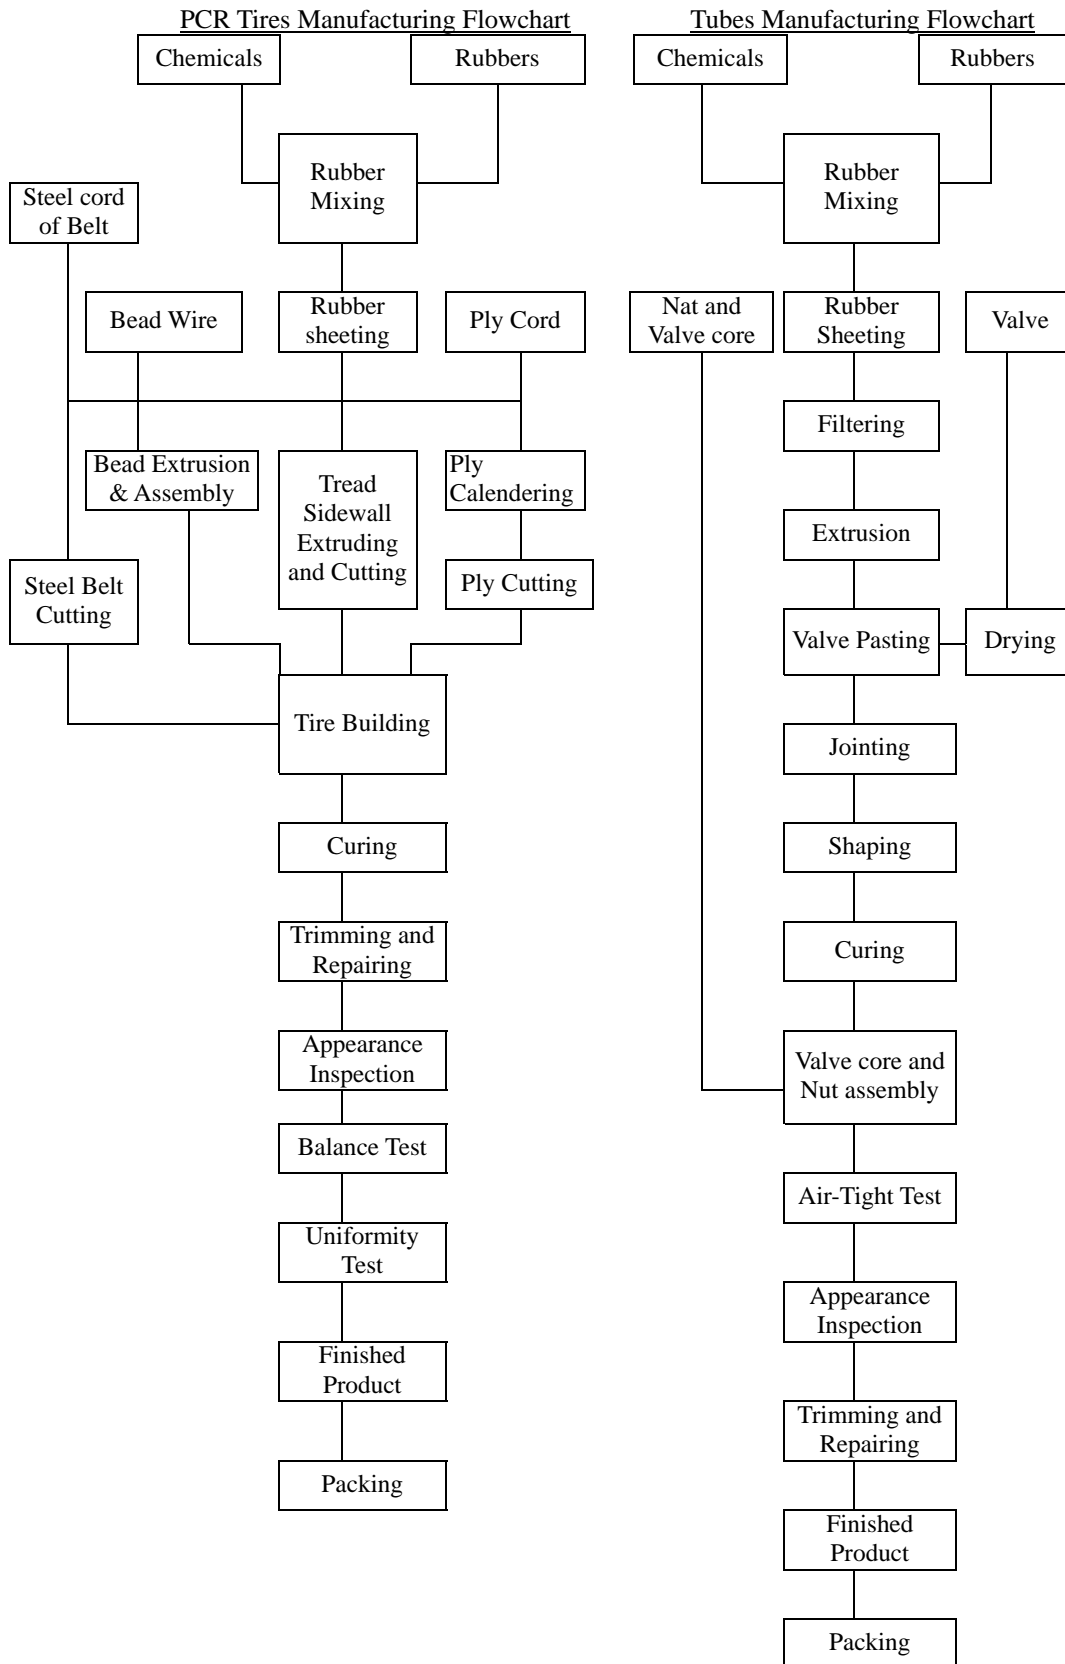 PCR Tires Manufacturing Flowchart
Chemicals
Rubbers
Rubber
Mixing
Steel cord
of Belt
Bead Wire
Rubber
sheeting
Ply Cord
Bead Extrusion
& Assembly
Tread
Sidewall
Extruding
and Cutting
Ply
Calendering
Steel Belt
Cutting
Ply Cutting
Tire Building
Curing
Trimming and
Repairing
Appearance
Inspection
Balance Test
Uniformity
Test
Finished
Product
Packing
Tubes Manufacturing Flowchart
Chemicals
Rubbers
Rubber
Mixing
Nat and
Valve core
Rubber
Sheeting
Valve
Filtering
Extrusion
Valve Pasting
Drying
Jointing
Shaping
Curing
Valve core and
Nut assembly
Air-Tight Test
Appearance
Inspection
Trimming and
Repairing
Finished
Product
Packing